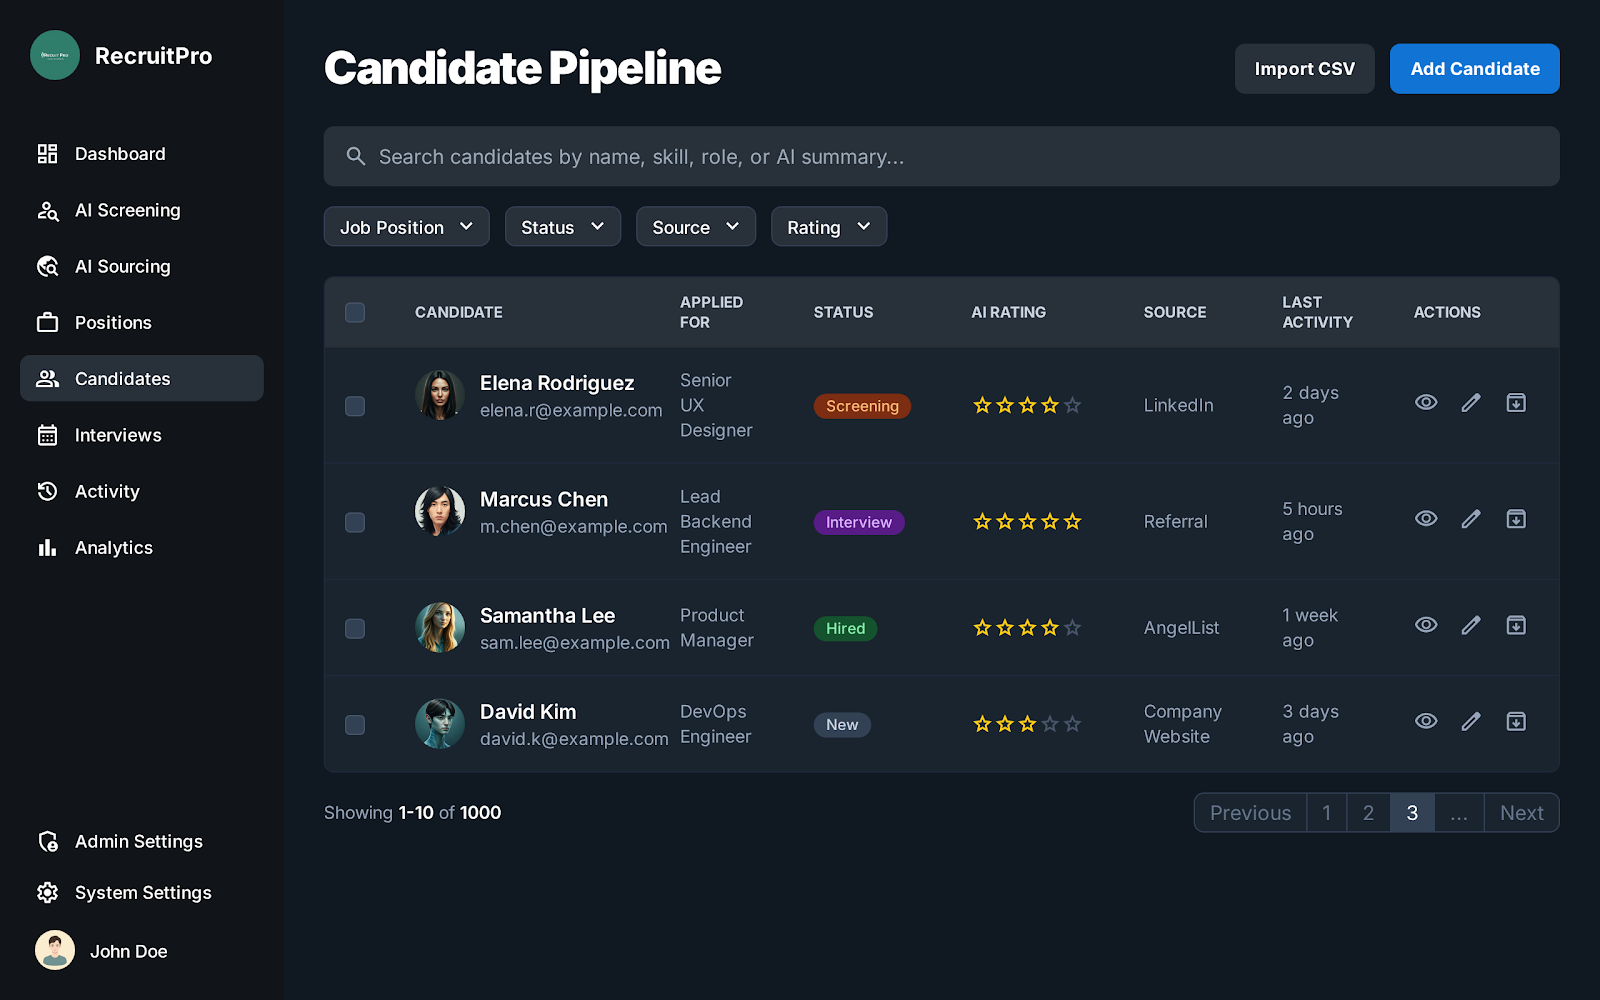 RecruitPro
Dashboard
AI Screening
AI Sourcing
Positions
Candidates
Interviews
Activity
Analytics
Admin Settings
System Settings
John Doe
Candidate Pipeline
Import CSV
Add Candidate
Search candidates by name, skill, role, or AI summary...
Job Position
Status
Source
Rating
CANDIDATE
APPLIED
FOR
STATUS
AI RATING
SOURCE
LAST
ACTIVITY
ACTIONS
Elena Rodriguez
elena.r@example.com
Senior
UX
Designer
Screening
LinkedIn
2 days
ago
Marcus Chen
m.chen@example.com
Lead
Backend
Engineer
Interview
Referral
5 hours
ago
Samantha Lee
sam.lee@example.com
Product
Manager
Hired
AngelList
1 week
ago
David Kim
david.k@example.com
DevOps
Engineer
New
Company
Website
3 days
ago
Showing 1-10 of 1000
Previous 1 2 3 ... Next